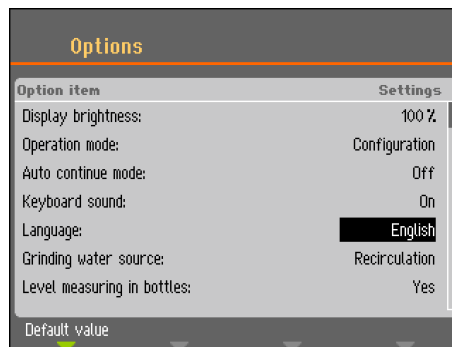 Options
Option item Settings
Display brightness: 100 %
Operation mode: Configuration
Auto continue mode: Off
Keyboard sound: On
Language: English
Grinding water source: Recirculation
Level measuring in bottles: Yes
Default value